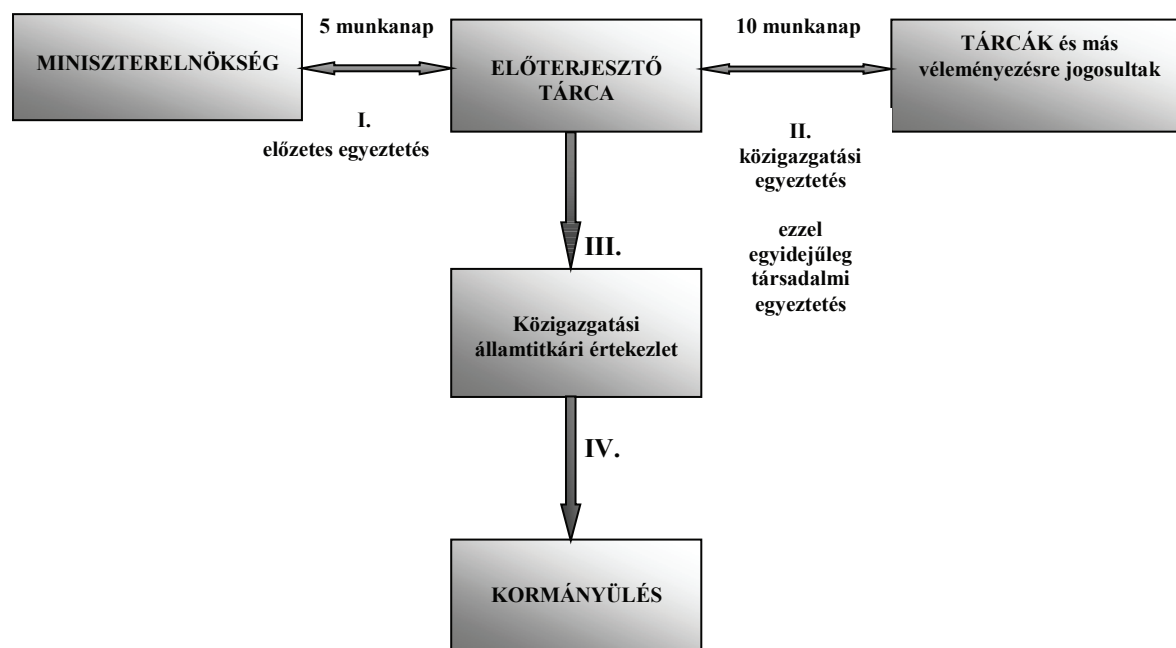 5 munkanap
10 munkanap
MINISZTERELNÖKSÉG
ELŐTERJESZTŐ
TÁRCA
TÁRCÁK és más
véleményezésre jogosultak
I.
előzetes egyeztetés
II.
közigazgatási
egyeztetés
ezzel
egyidejűleg
társadalmi
egyeztetés
III.
Közigazgatási
államtitkári értekezlet
IV.
KORMÁNYÜLÉS